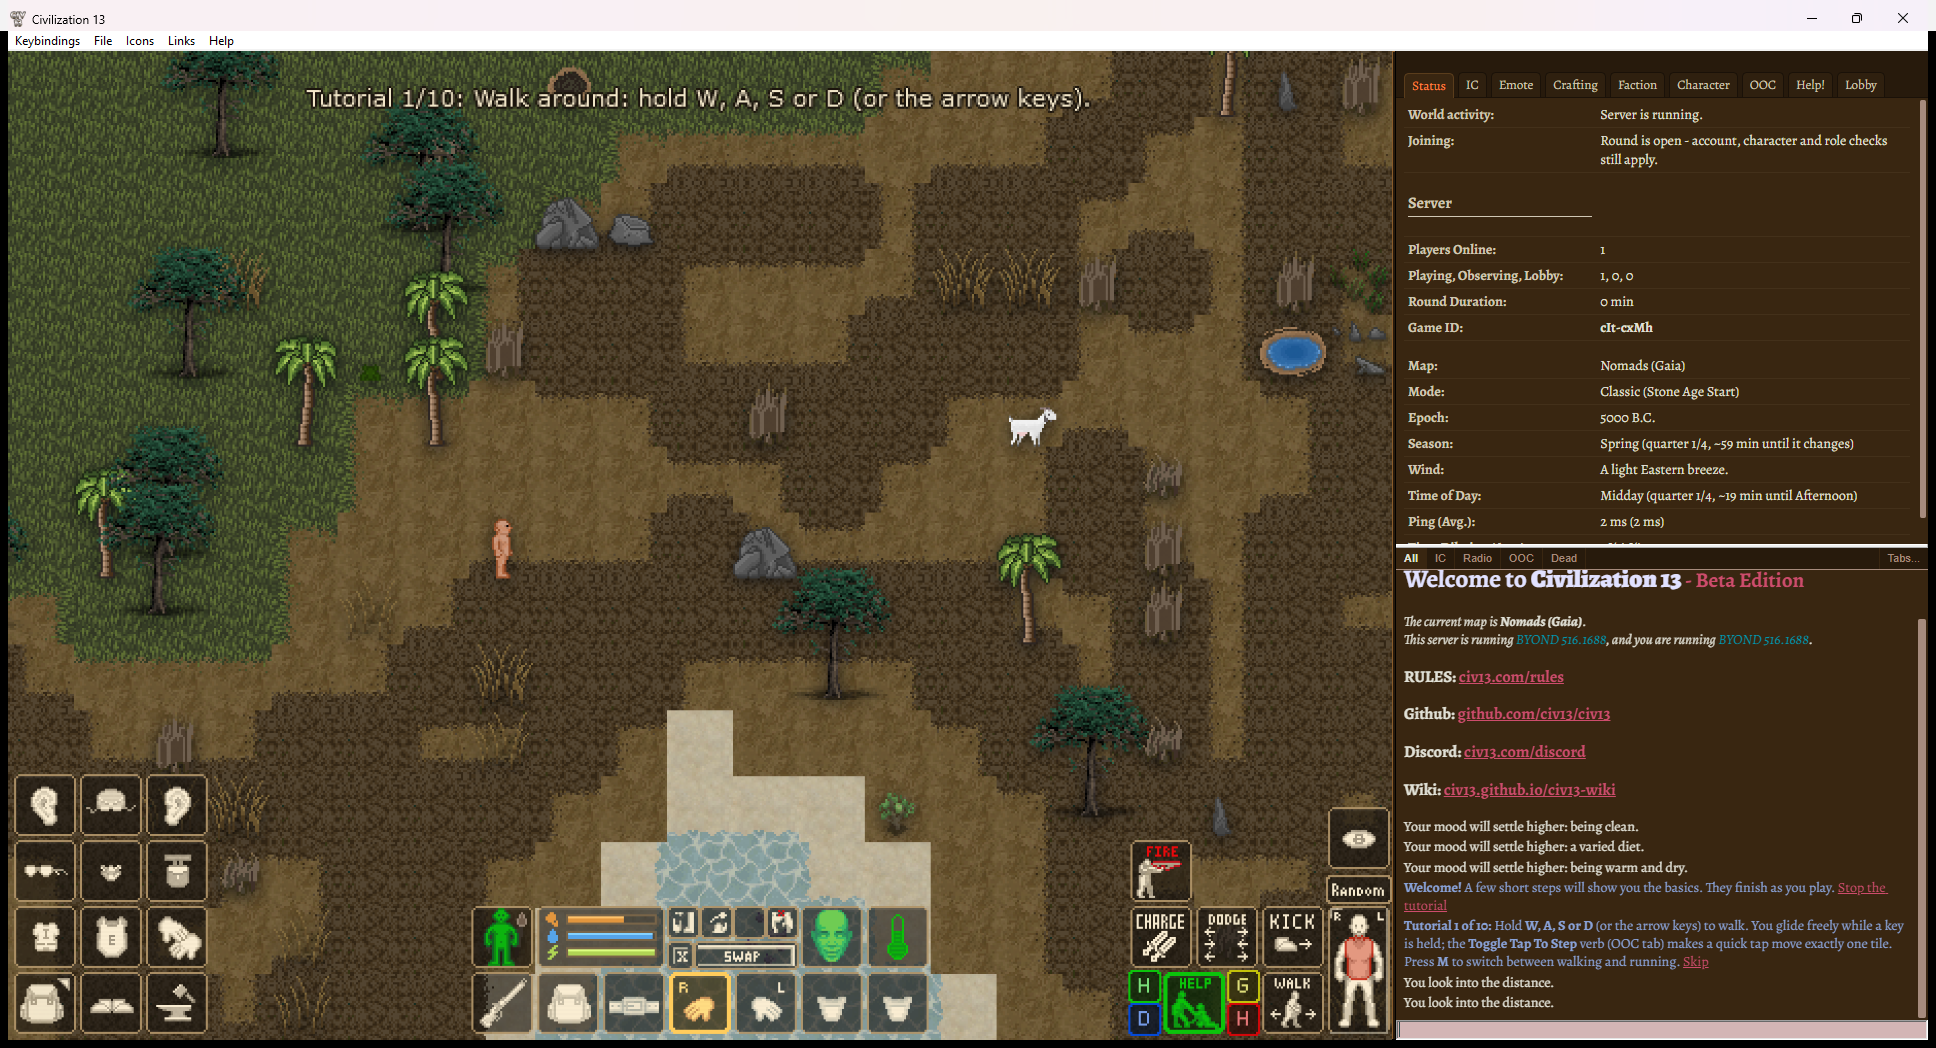 Civilization 13
Keybindings File Icons Links Help
Tutorial 1/10: Walk around: hold W, A, S or D (or the arrow keys).
Status IC Emote Crafting Faction Character OOC Help! Lobby
World activity: Server is running.
Joining: Round is open - account, character and role checks
still apply.
Server
Players Online: 1
Playing, Observing, Lobby: 1, 0, 0
Round Duration: 0 min
Game ID: cIt-cxMh
Map: Nomads (Gaia)
Mode: Classic (Stone Age Start)
Epoch: 5000 B.C.
Season: Spring (quarter 1/4, ~59 min until it changes)
Wind: A light Eastern breeze.
Time of Day: Midday (quarter 1/4, ~19 min until Afternoon)
Ping (Avg.): 2 ms (2 ms)
All IC Radio OOC Dead Tabs...
Welcome to Civilization 13 - Beta Edition
The current map is Nomads (Gaia).
This server is running BYOND 516.1688, and you are running BYOND 516.1688.
RULES: civ13.com/rules
Github: github.com/civ13/civ13
Discord: civ13.com/discord
Wiki: civ13.github.io/civ13-wiki
Your mood will settle higher: being clean.
Your mood will settle higher: a varied diet.
Your mood will settle higher: being warm and dry.
Welcome! A few short steps will show you the basics. They finish as you play. Stop the
tutorial
Tutorial 1 of 10: Hold W, A, S or D (or the arrow keys) to walk. You glide freely while a key
is held; the Toggle Tap To Step verb (OOC tab) makes a quick tap move exactly one tile.
Press M to switch between walking and running. Skip
You look into the distance.
You look into the distance.
FIRE
RANDOM
CHARGE DODGE KICK R L
X SWAP
I E
R L
H HELP G WALK
D H